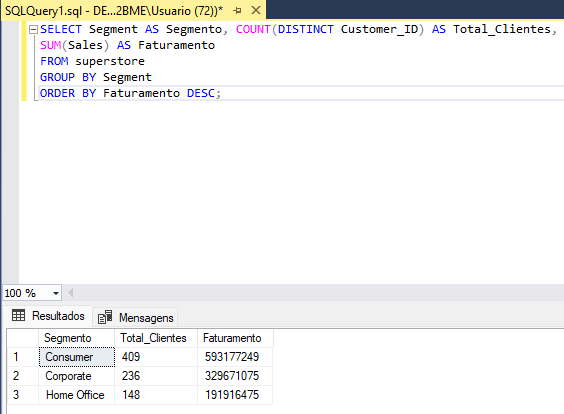 SQLQuery1.sql - DE...2BME\Usuario (72))*
SELECT Segment AS Segmento, COUNT(DISTINCT Customer_ID) AS Total_Clientes,
SUM(Sales) AS Faturamento
FROM superstore
GROUP BY Segment
ORDER BY Faturamento DESC;
100 %
Resultados Mensagens
Segmento Total_Clientes Faturamento
1 Consumer 409 593177249
2 Corporate 236 329671075
3 Home Office 148 191916475